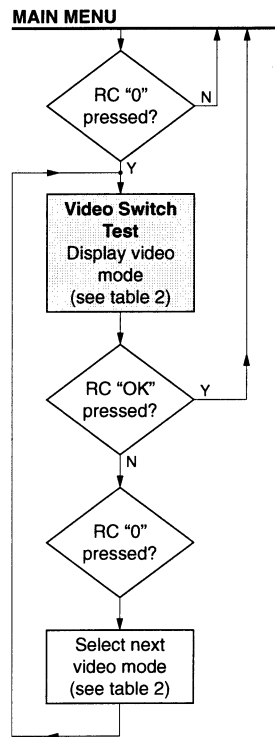 MAIN MENU
RC “0”
pressed?
N
Y
Video Switch
Test
Display video
mode
(see table 2)
RC “OK”
pressed?
Y
N
RC “0”
pressed?
Select next
video mode
(see table 2)